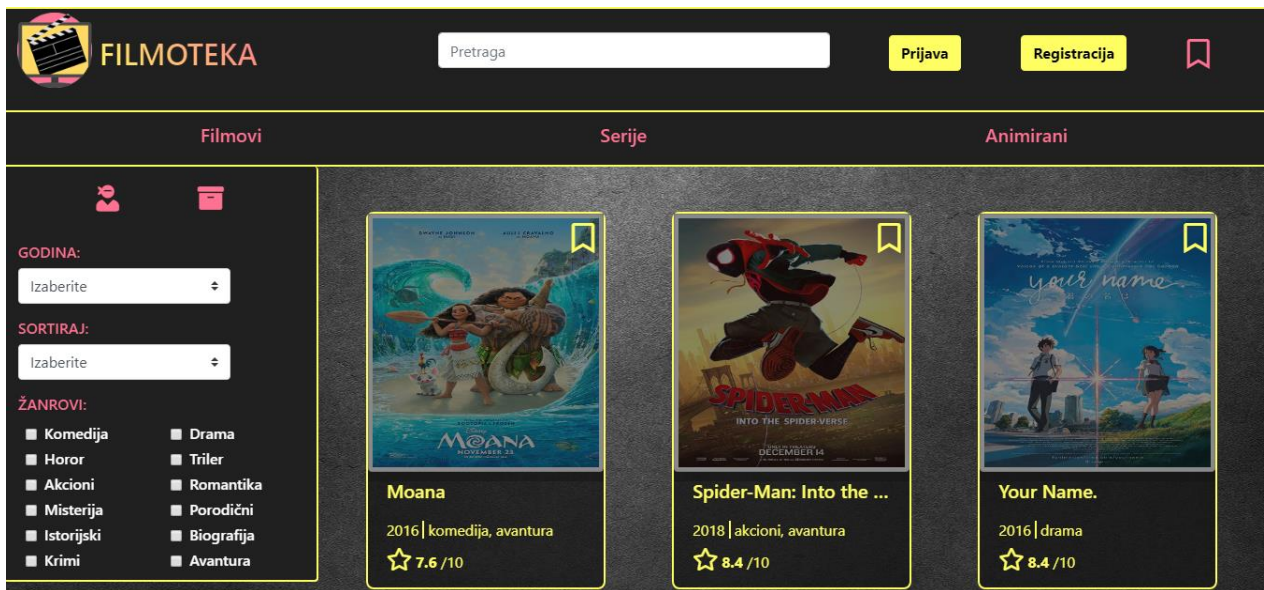 FILMOTEKA
Pretraga
Prijava
Registracija
Filmovi
Serije
Animirani
GODINA:
Izaberite
SORTIRAJ:
Izaberite
ŽANROVI:
Komedija
Drama
Horor
Triler
Akcioni
Romantika
Misterija
Porodični
Istorijski
Biografija
Krimi
Avantura
MOANA
NOVEMBER 23
Moana
2016 | komedija, avantura
7.6 /10
SPIDER-MAN
INTO THE SPIDER-VERSE
DECEMBER 14
Spider-Man: Into the ...
2018 | akcioni, avantura
8.4 /10
your name.
Your Name.
2016 | drama
8.4 /10